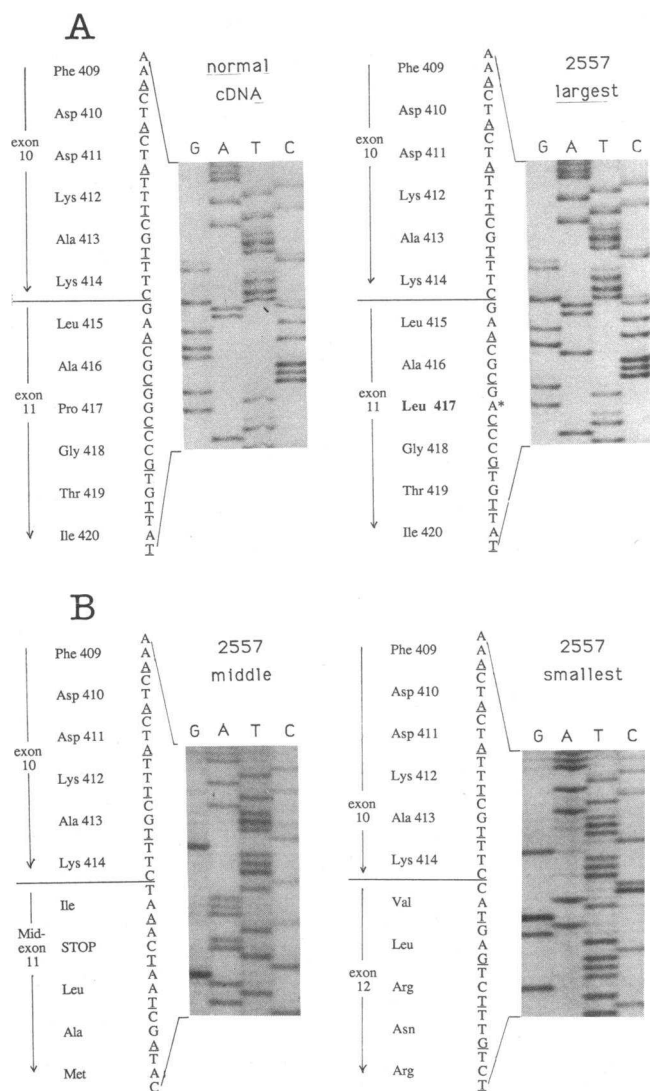 A
normal
cDNA
G A T C
exon
10
exon
11
Phe 409
Asp 410
Asp 411
Lys 412
Ala 413
Lys 414
Leu 415
Ala 416
Pro 417
Gly 418
Thr 419
Ile 420
A
A
A
C
T
A
C
T
A
T
T
T
C
G
T
T
T
C
G
A
A
C
G
C
G
G
C
C
C
G
T
G
T
T
A
T
2557
largest
G A T C
exon
10
exon
11
Phe 409
Asp 410
Asp 411
Lys 412
Ala 413
Lys 414
Leu 415
Ala 416
Leu 417
Gly 418
Thr 419
Ile 420
A
A
A
C
T
A
C
T
A
T
T
T
C
G
T
T
T
C
G
A
A
C
G
C
G
A*
C
C
C
G
T
G
T
T
A
T
B
2557
middle
G A T C
exon
10
Mid-
exon
11
Phe 409
Asp 410
Asp 411
Lys 412
Ala 413
Lys 414
Ile
STOP
Leu
Ala
Met
A
A
A
C
T
A
C
T
A
T
T
T
C
G
T
T
T
C
T
A
A
A
C
T
A
A
T
C
G
A
T
A
C
2557
smallest
G A T C
exon
10
exon
12
Phe 409
Asp 410
Asp 411
Lys 412
Ala 413
Lys 414
Val
Leu
Arg
Asn
Arg
A
A
A
C
T
A
C
T
A
T
T
T
C
G
T
T
T
C
C
A
T
G
A
G
T
C
T
T
T
G
T
C
T